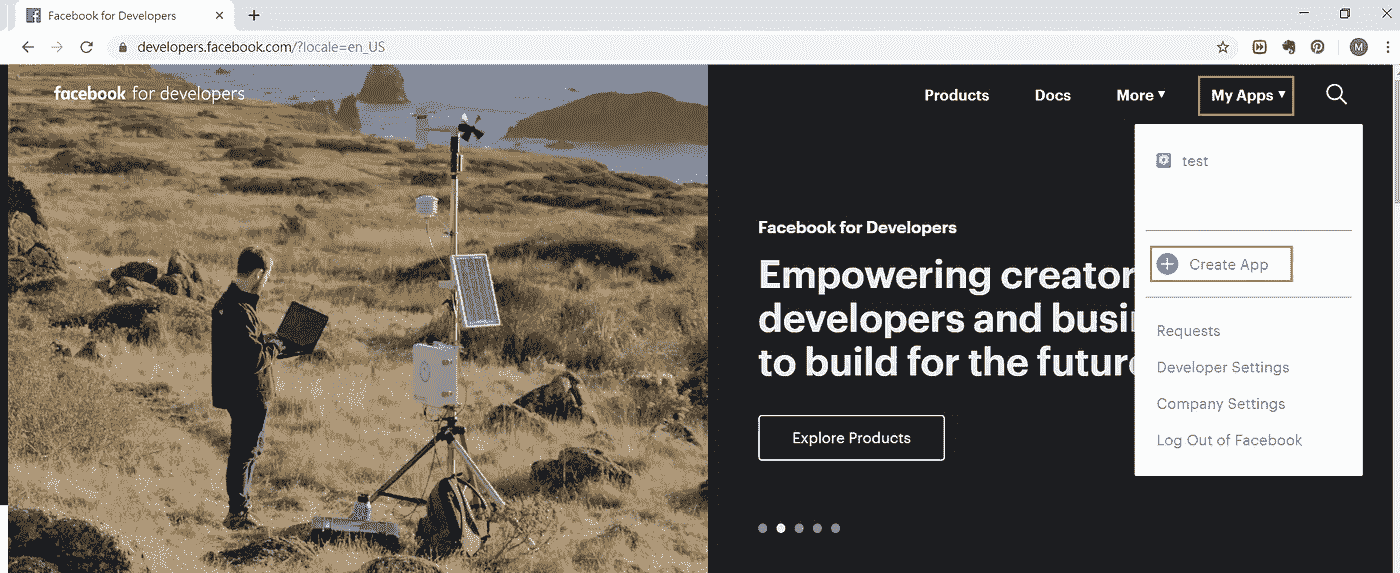 Facebook for Developers
developers.facebook.com/?locale=en_US
M
facebook for developers
Products
Docs
More
My Apps
test
Create App
Requests
Developer Settings
Company Settings
Log Out of Facebook
Facebook for Developers
Empowering creator
developers and busi
to build for the future
Explore Products